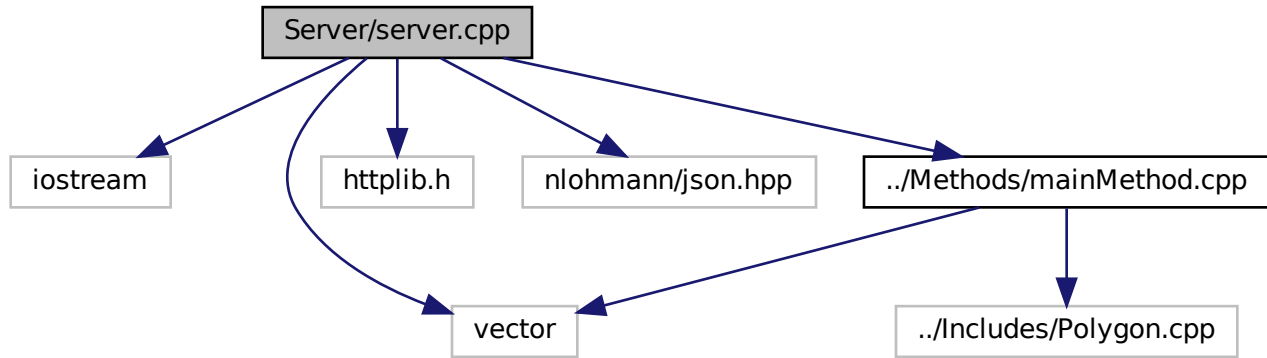 Server/server.cpp
iostream
httplib.h
nlohmann/json.hpp
../Methods/mainMethod.cpp
vector
../Includes/Polygon.cpp